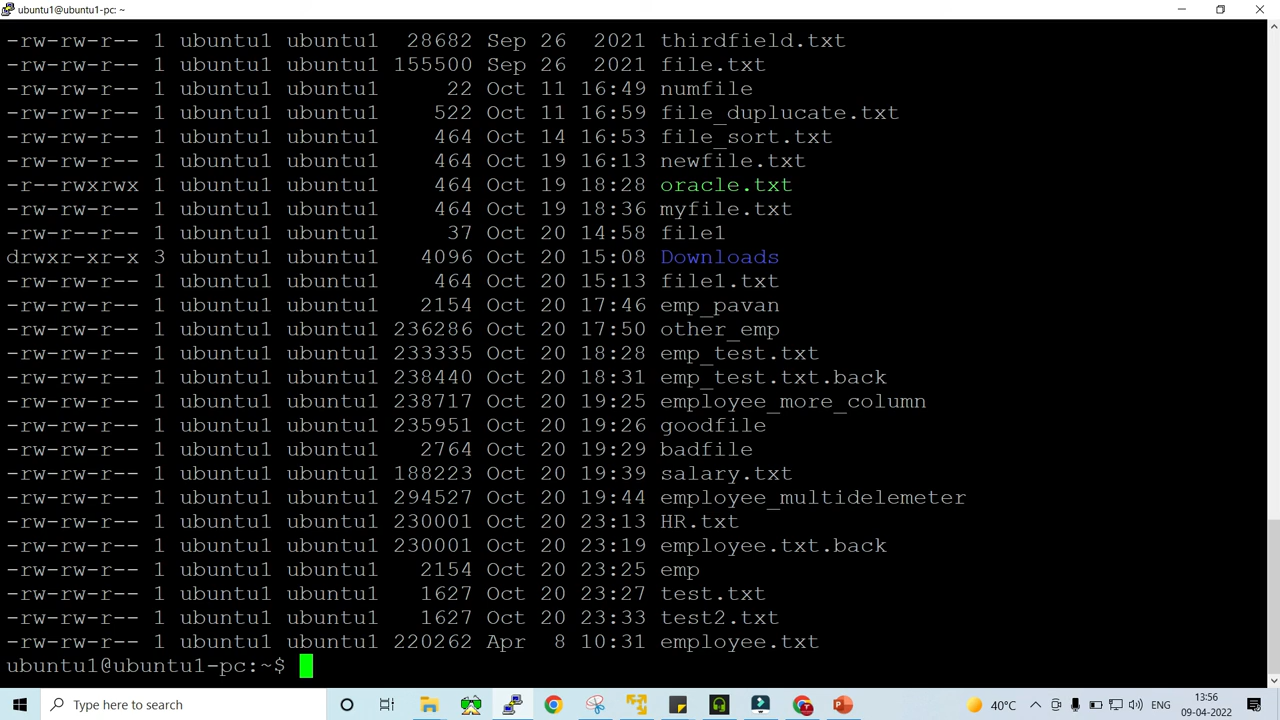 ubuntu1@ubuntu1-pc: ~
-rw-rw-r-- 1 ubuntu1 ubuntu1  28682 Sep 26  2021 thirdfield.txt
-rw-rw-r-- 1 ubuntu1 ubuntu1 155500 Sep 26  2021 file.txt
-rw-rw-r-- 1 ubuntu1 ubuntu1     22 Oct 11 16:49 numfile
-rw-rw-r-- 1 ubuntu1 ubuntu1    522 Oct 11 16:59 file_duplucate.txt
-rw-rw-r-- 1 ubuntu1 ubuntu1    464 Oct 14 16:53 file_sort.txt
-rw-rw-r-- 1 ubuntu1 ubuntu1    464 Oct 19 16:13 newfile.txt
-r--rwxrwx 1 ubuntu1 ubuntu1    464 Oct 19 18:28 oracle.txt
-rw-rw-r-- 1 ubuntu1 ubuntu1    464 Oct 19 18:36 myfile.txt
-rw-r--r-- 1 ubuntu1 ubuntu1     37 Oct 20 14:58 file1
drwxr-xr-x 3 ubuntu1 ubuntu1   4096 Oct 20 15:08 Downloads
-rw-rw-r-- 1 ubuntu1 ubuntu1    464 Oct 20 15:13 file1.txt
-rw-rw-r-- 1 ubuntu1 ubuntu1   2154 Oct 20 17:46 emp_pavan
-rw-rw-r-- 1 ubuntu1 ubuntu1 236286 Oct 20 17:50 other_emp
-rw-rw-r-- 1 ubuntu1 ubuntu1 233335 Oct 20 18:28 emp_test.txt
-rw-rw-r-- 1 ubuntu1 ubuntu1 238440 Oct 20 18:31 emp_test.txt.back
-rw-rw-r-- 1 ubuntu1 ubuntu1 238717 Oct 20 19:25 employee_more_column
-rw-rw-r-- 1 ubuntu1 ubuntu1 235951 Oct 20 19:26 goodfile
-rw-rw-r-- 1 ubuntu1 ubuntu1   2764 Oct 20 19:29 badfile
-rw-rw-r-- 1 ubuntu1 ubuntu1 188223 Oct 20 19:39 salary.txt
-rw-rw-r-- 1 ubuntu1 ubuntu1 294527 Oct 20 19:44 employee_multidelemeter
-rw-rw-r-- 1 ubuntu1 ubuntu1 230001 Oct 20 23:13 HR.txt
-rw-rw-r-- 1 ubuntu1 ubuntu1 230001 Oct 20 23:19 employee.txt.back
-rw-rw-r-- 1 ubuntu1 ubuntu1   2154 Oct 20 23:25 emp
-rw-rw-r-- 1 ubuntu1 ubuntu1   1627 Oct 20 23:27 test.txt
-rw-rw-r-- 1 ubuntu1 ubuntu1   1627 Oct 20 23:33 test2.txt
-rw-rw-r-- 1 ubuntu1 ubuntu1 220262 Apr  8 10:31 employee.txt
ubuntu1@ubuntu1-pc:~$
Type here to search
40°C
ENG
13:56
09-04-2022